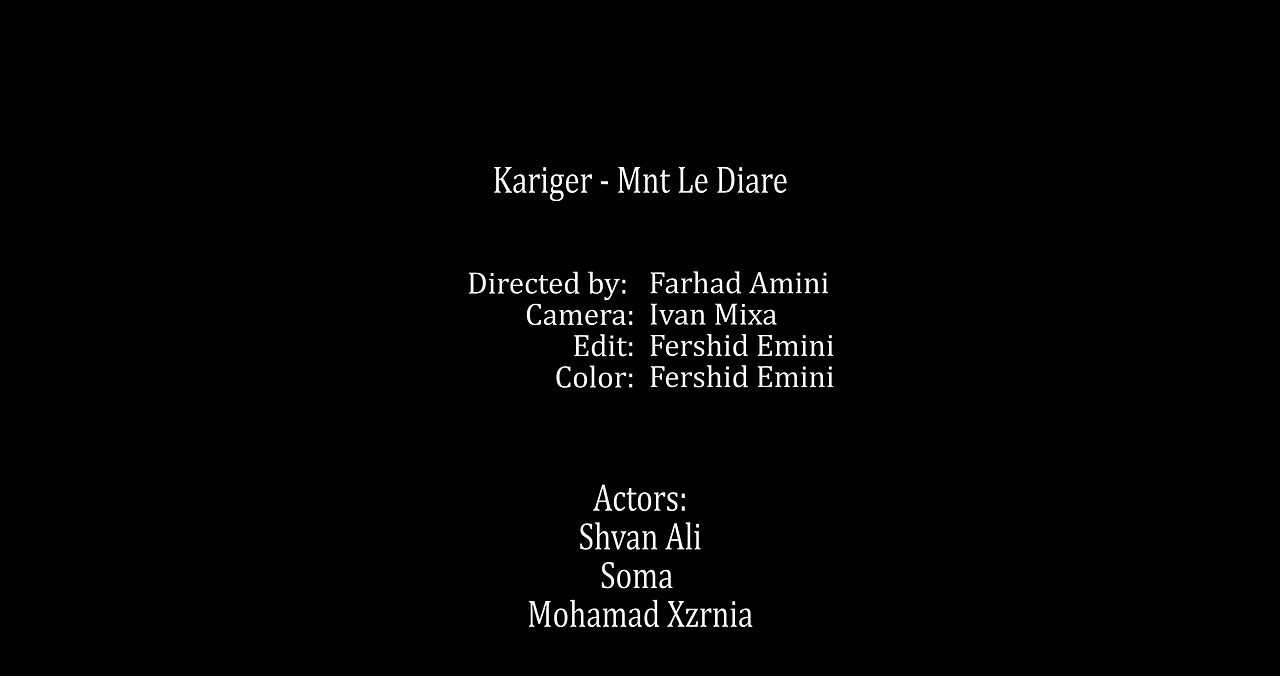 Kariger - Mnt Le Diare
Directed by: Farhad Amini
Camera: Ivan Mixa
Edit: Fershid Emini
Color: Fershid Emini
Actors:
Shvan Ali
Soma
Mohamad Xzrnia